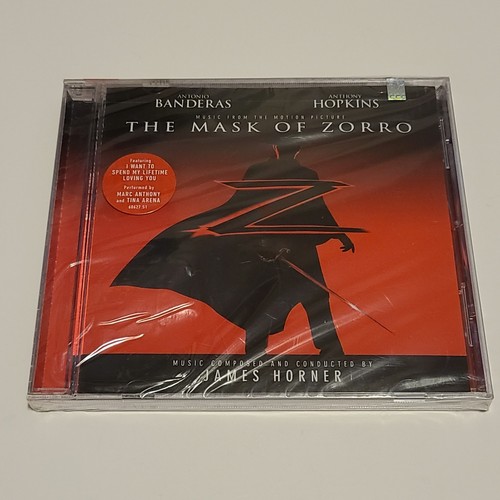 ANTONIO
BANDERAS
ANTHONY
HOPKINS
MUSIC FROM THE MOTION PICTURE
THE MASK OF ZORRO
Featuring
I WANT TO
SPEND MY LIFETIME
LOVING YOU
Performed by
MARC ANTHONY
and TINA ARENA
Z
MUSIC COMPOSED AND CONDUCTED BY
JAMES HORNER